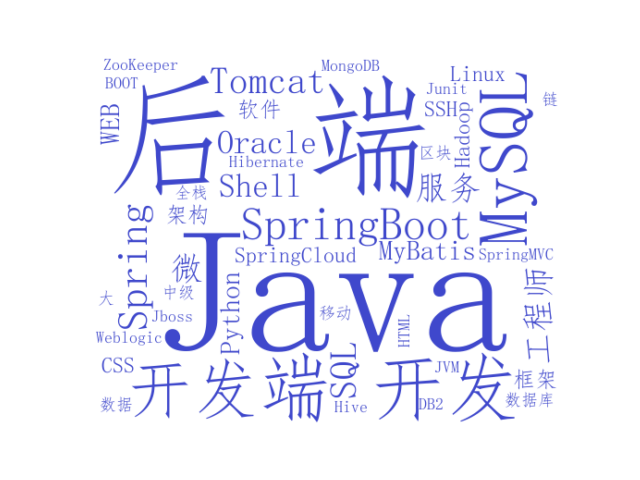 ZooKeeper
MongoDB
BOOT
Tomcat
Linux
后
端
Junit
链
WEB
软件
SSH
Hadoop
MySQL
Oracle
区块
Hibernate
全栈
Shell
服务
架构
SpringBoot
Spring
SpringCloud
MyBatis
SpringMVC
微
Java
大
中级
Python
工程师
Jboss
移动
HTML
Weblogic
SQL
CSS
开发
端
开发
JVM
框架
数据
Hive
DB2
数据库